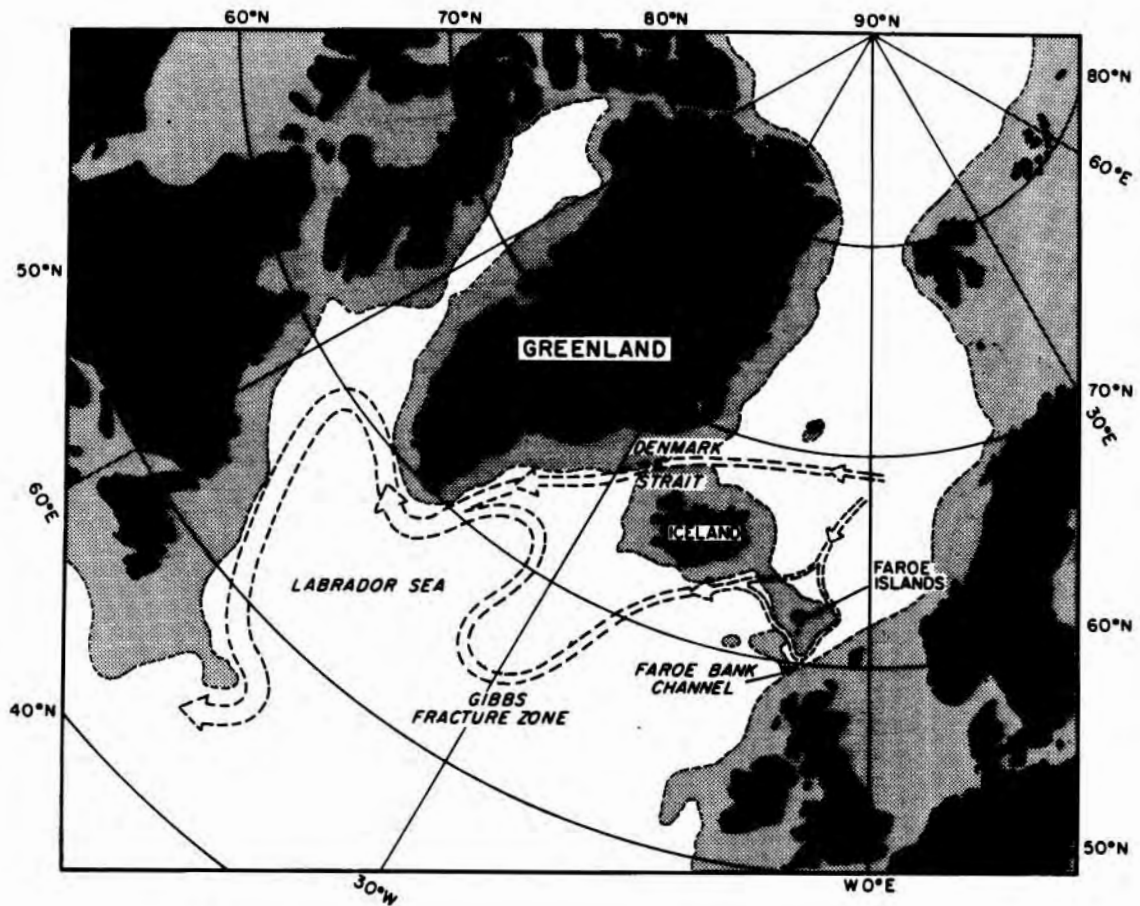 60°N
70°N
80°N
90°N
80°N
60°E
50°N
GREENLAND
70°N
30°E
DENMARK
STRAIT
60°E
ICELAND
FAROE
ISLANDS
LABRADOR SEA
60°N
FAROE BANK
CHANNEL
GIBBS
FRACTURE ZONE
40°N
50°N
30°W
W0°E